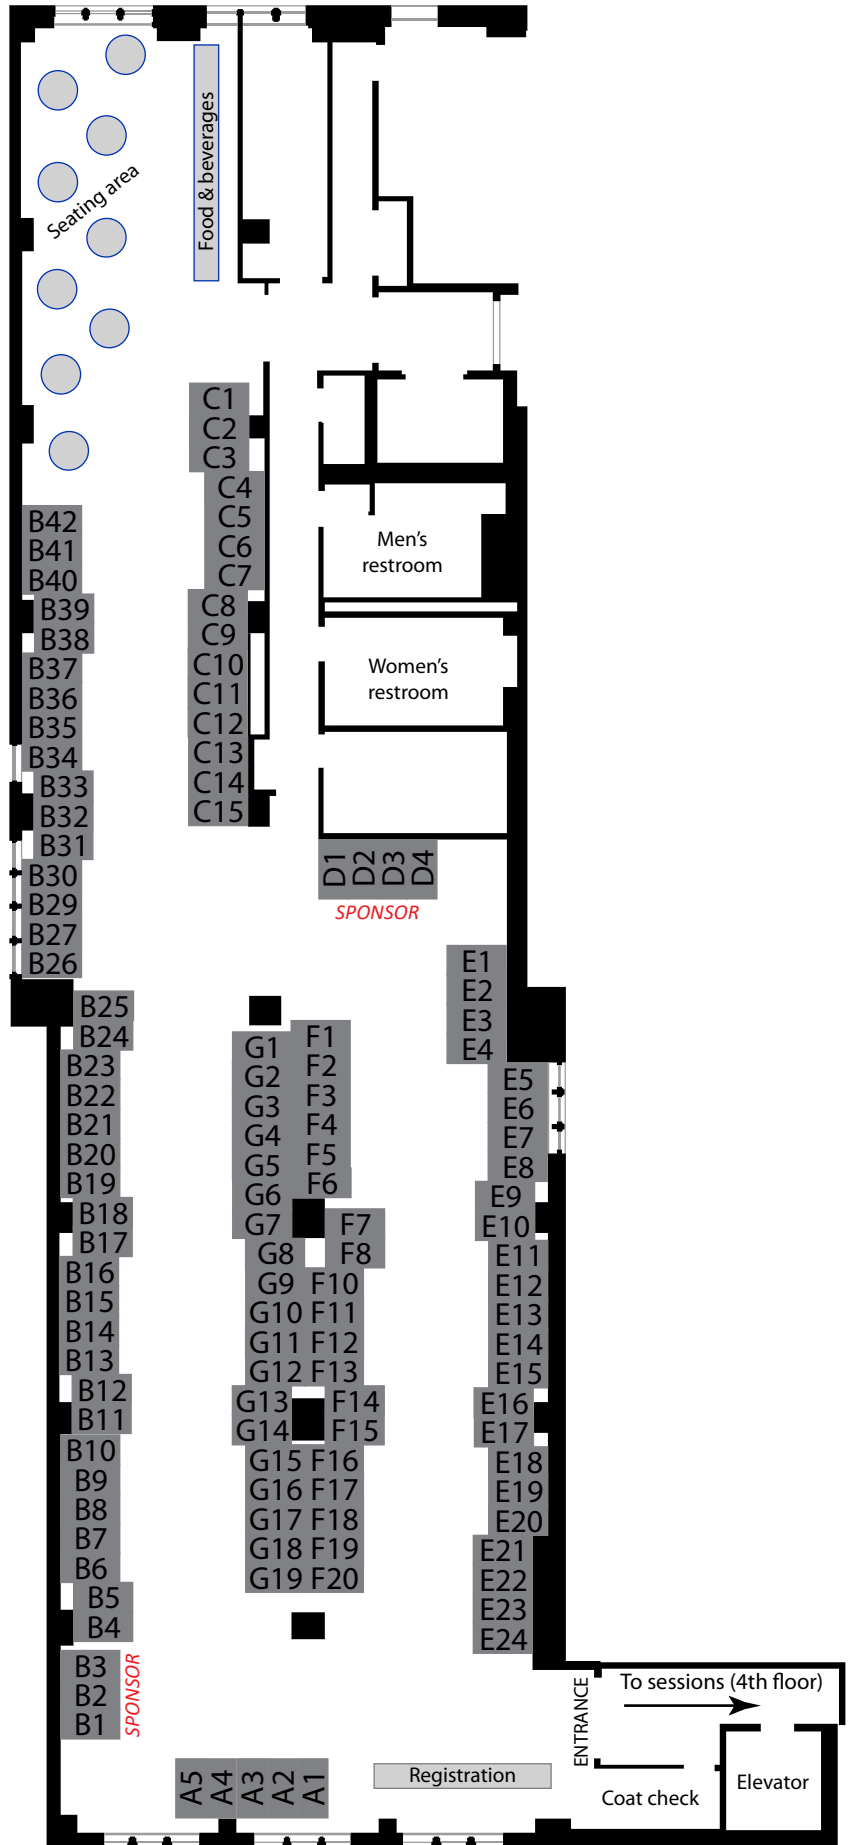 Food & beverages
Seating area
C1
C2
C3
C4
C5
C6
C7
C8
C9
C10
C11
C12
C13
C14
C15
Men's
restroom
Women's
restroom
B42
B41
B40
B39
B38
B37
B36
B35
B34
B33
B32
B31
B30
B29
B27
B26
B25
B24
B23
B22
B21
B20
B19
B18
B17
B16
B15
B14
B13
B12
B11
B10
B9
B8
B7
B6
B5
B4
B3
B2
B1
SPONSOR
D1
D2
D3
D4
SPONSOR
G1
G2
G3
G4
G5
G6
G7
G8
G9
G10
G11
G12
G13
G14
G15
G16
G17
G18
G19
F1
F2
F3
F4
F5
F6
F7
F8
F10
F11
F12
F13
F14
F15
F16
F17
F18
F19
F20
E1
E2
E3
E4
E5
E6
E7
E8
E9
E10
E11
E12
E13
E14
E15
E16
E17
E18
E19
E20
E21
E22
E23
E24
A5
A4
A3
A2
A1
Registration
ENTRANCE
To sessions (4th floor)
Coat check
Elevator